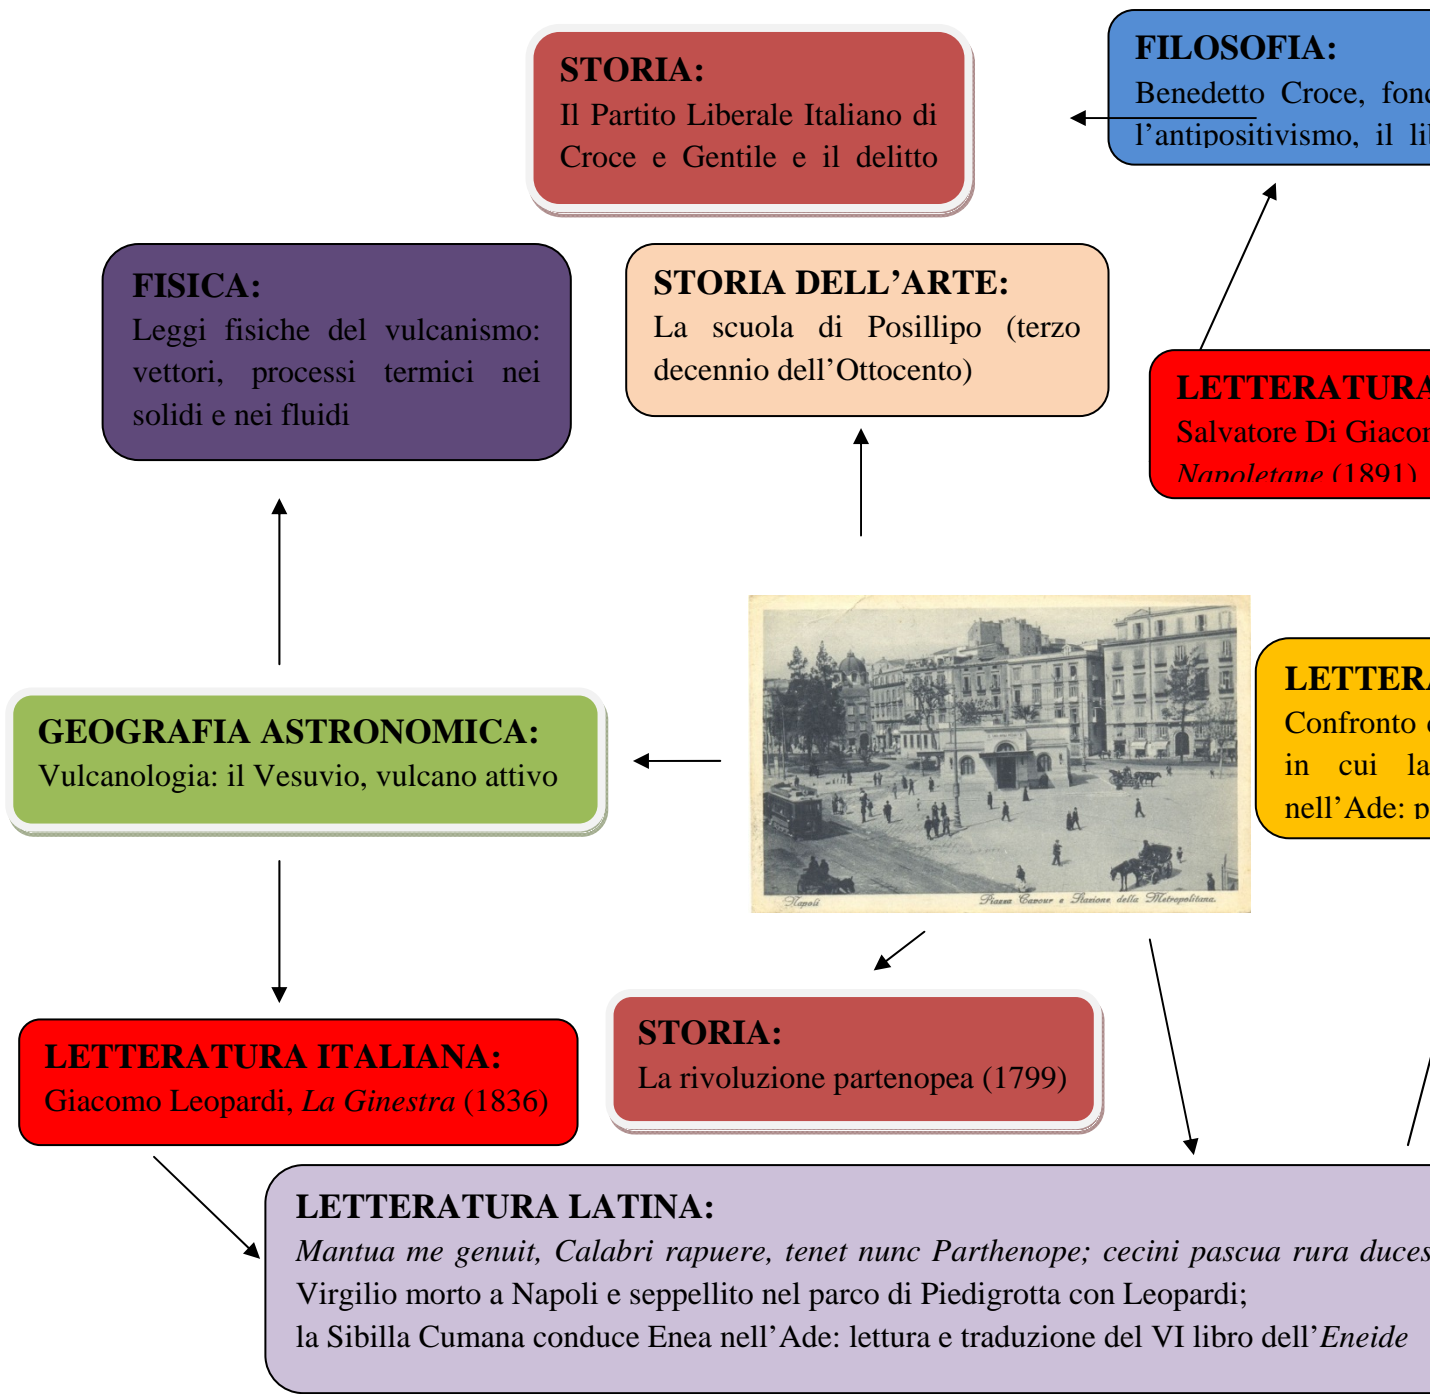 STORIA:
Il Partito Liberale Italiano di
Croce e Gentile e il delitto
FILOSOFIA:
Benedetto Croce,
l’antipositivismo, il
FISICA:
Leggi fisiche del vulcanismo:
vettori, processi termici nei
solidi e nei fluidi
STORIA DELL’ARTE:
La scuola di Posillipo (terzo
decennio dell’Ottocento)
LETTERATURA
Salvatore Di
Napoletane (1891)
GEOGRAFIA ASTRONOMICA:
Vulcanologia: il Vesuvio, vulcano attivo
Napoli
Piazza Cavour e Stazione della Metropolitana.
Confronto
in cui la
nell’Ade:
LETTERATURA ITALIANA:
Giacomo Leopardi, La Ginestra (1836)
STORIA:
La rivoluzione partenopea (1799)
LETTERATURA LATINA:
Mantua me genuit, Calabri rapuere, tenet nunc Parthenope; cecini pascua rura duces
Virgilio morto a Napoli e seppellito nel parco di Piedigrotta con Leopardi;
la Sibilla Cumana conduce Enea nell’Ade: lettura e traduzione del VI libro dell’Eneide